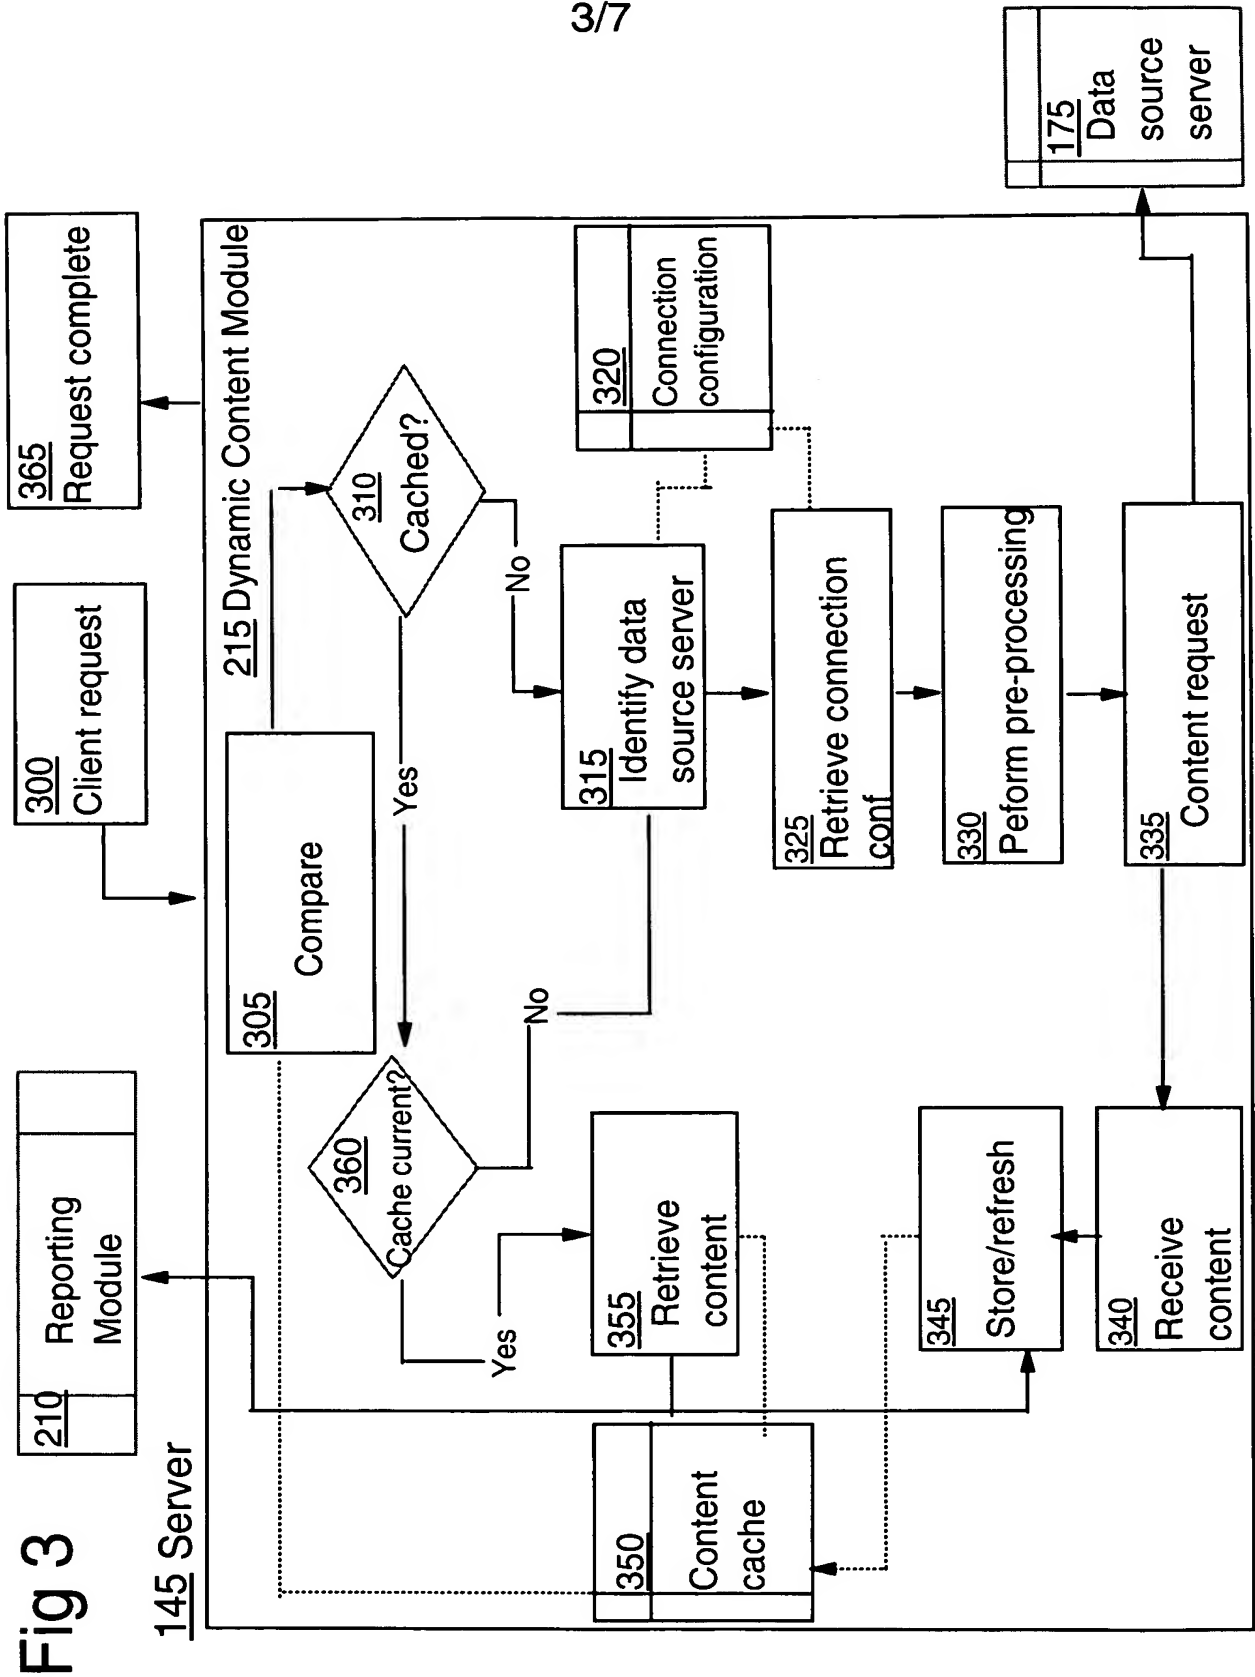 3/7
Fig 3
145 Server
210
Reporting
Module
300
Client request
365
Request complete
215 Dynamic Content Module
305
Compare
310
Cached?
Yes
No
360
Cache current?
Yes
No
315
Identify data
source server
320
Connection
configuration
325
Retrieve connection
conf
330
Peform pre-processing
335
Content request
175
Data
source
server
340
Receive
content
345
Store/refresh
350
Content
cache
355
Retrieve
content